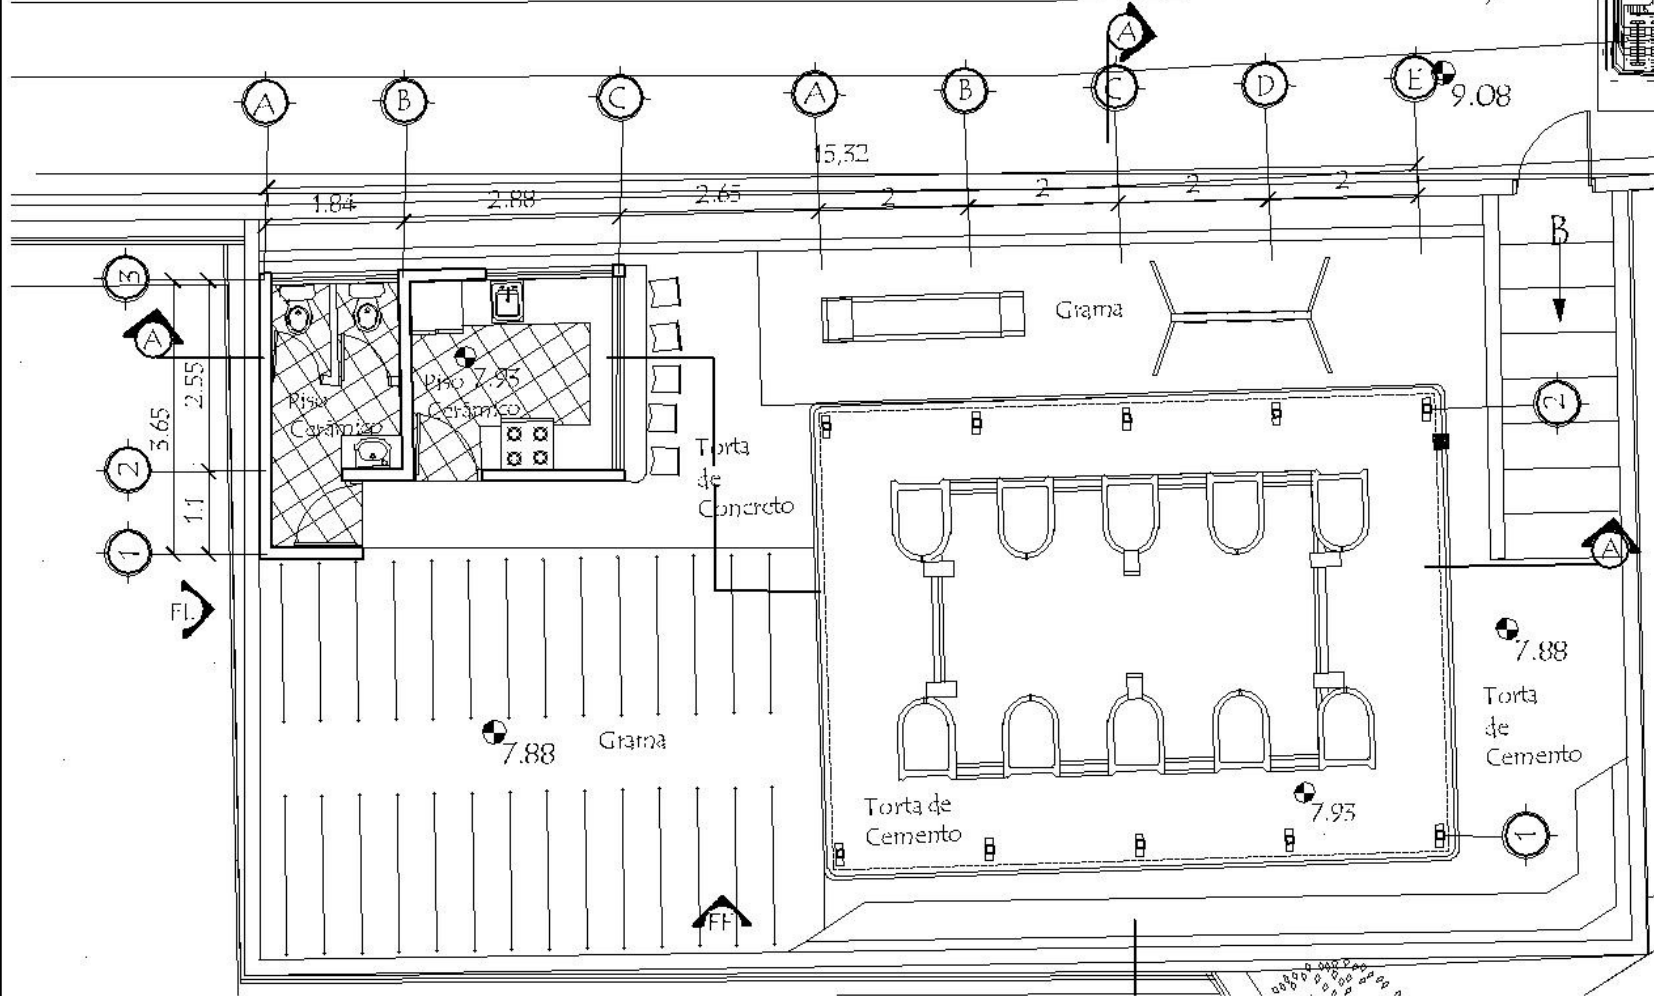 A
A
B
C
A
B
C
D
E
9.08
15,32
1.84
2.88
2.65
2
2
2
2
B
3
A
2.55
3.65
2
1.1
1
Piso
Cerámico
Piso 7.93
Cerámico
Grama
2
Torta
de
Concreto
A
FL
7.88
Torta
de
Cemento
7.88
Grama
Torta de
Cemento
7.93
1
FF